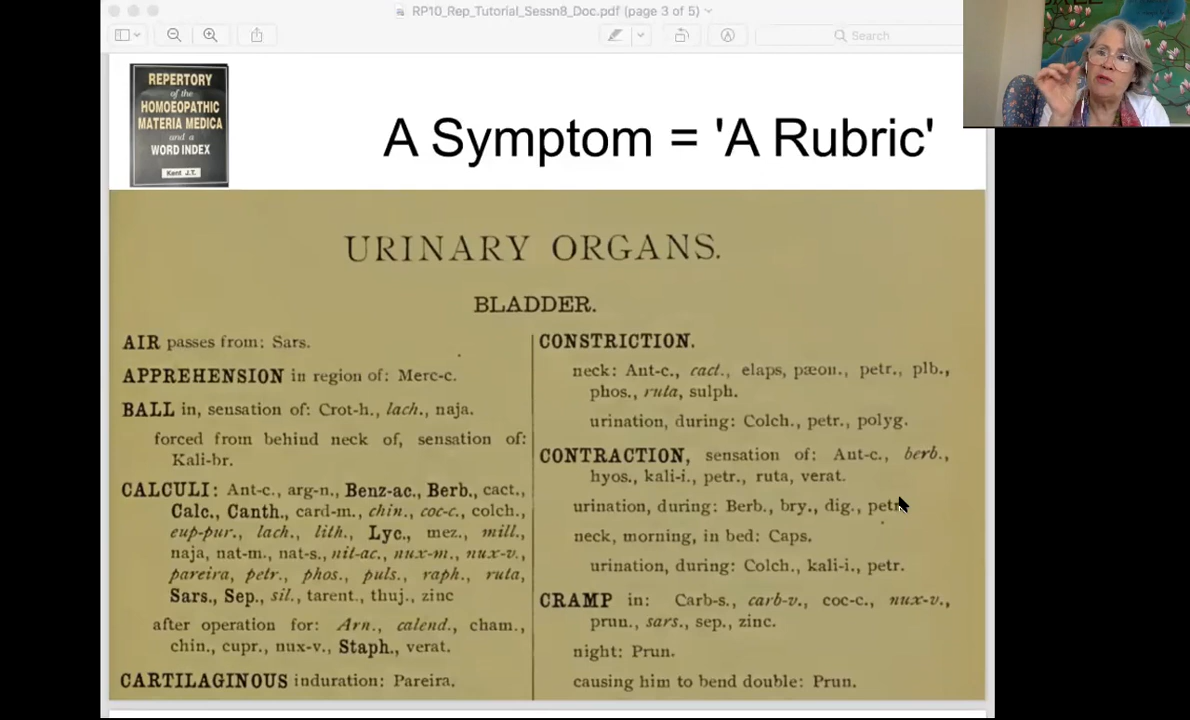 RP10_Rep_Tutorial_Sessn8_Doc.pdf (page 3 of 5)
Search
REPERTORY
of the
HOMOEOPATHIC
MATERIA MEDICA
and a
WORD INDEX
Kent J.T.
A Symptom = 'A Rubric'
URINARY ORGANS.
BLADDER.
AIR passes from: Sars.
APPREHENSION in region of: Merc-c.
BALL in, sensation of: Crot-h., lach., naja.
forced from behind neck of, sensation of:
Kali-br.
CALCULI: Ant-c., arg-n., Benz-ac., Berb., cact.,
Calc., Canth., card-m., chin., coc-c., colch.,
eup-pur., lach., lith., Lyc., mez., mill.,
naja, nat-m., nat-s., nit-ac., nux-m., nux-v.,
pareira, petr., phos., puls., raph., ruta,
Sars., Sep., sil., tarent., thuj., zinc
after operation for: Arn., calend., cham.,
chin., cupr., nux-v., Staph., verat.
CARTILAGINOUS induration: Pareira.
CONSTRICTION.
neck: Ant-c., cact., elaps, pæon., petr., plb.,
phos., ruta, sulph.
urination, during: Colch., petr., polyg.
CONTRACTION, sensation of: Ant-c., berb.,
hyos., kali-i., petr., ruta, verat.
urination, during: Berb., bry., dig., petr
neck, morning, in bed: Caps.
urination, during: Colch., kali-i., petr.
CRAMP in: Carb-s., carb-v., coc-c., nux-v.,
prun., sars., sep., zinc.
night: Prun.
causing him to bend double: Prun.